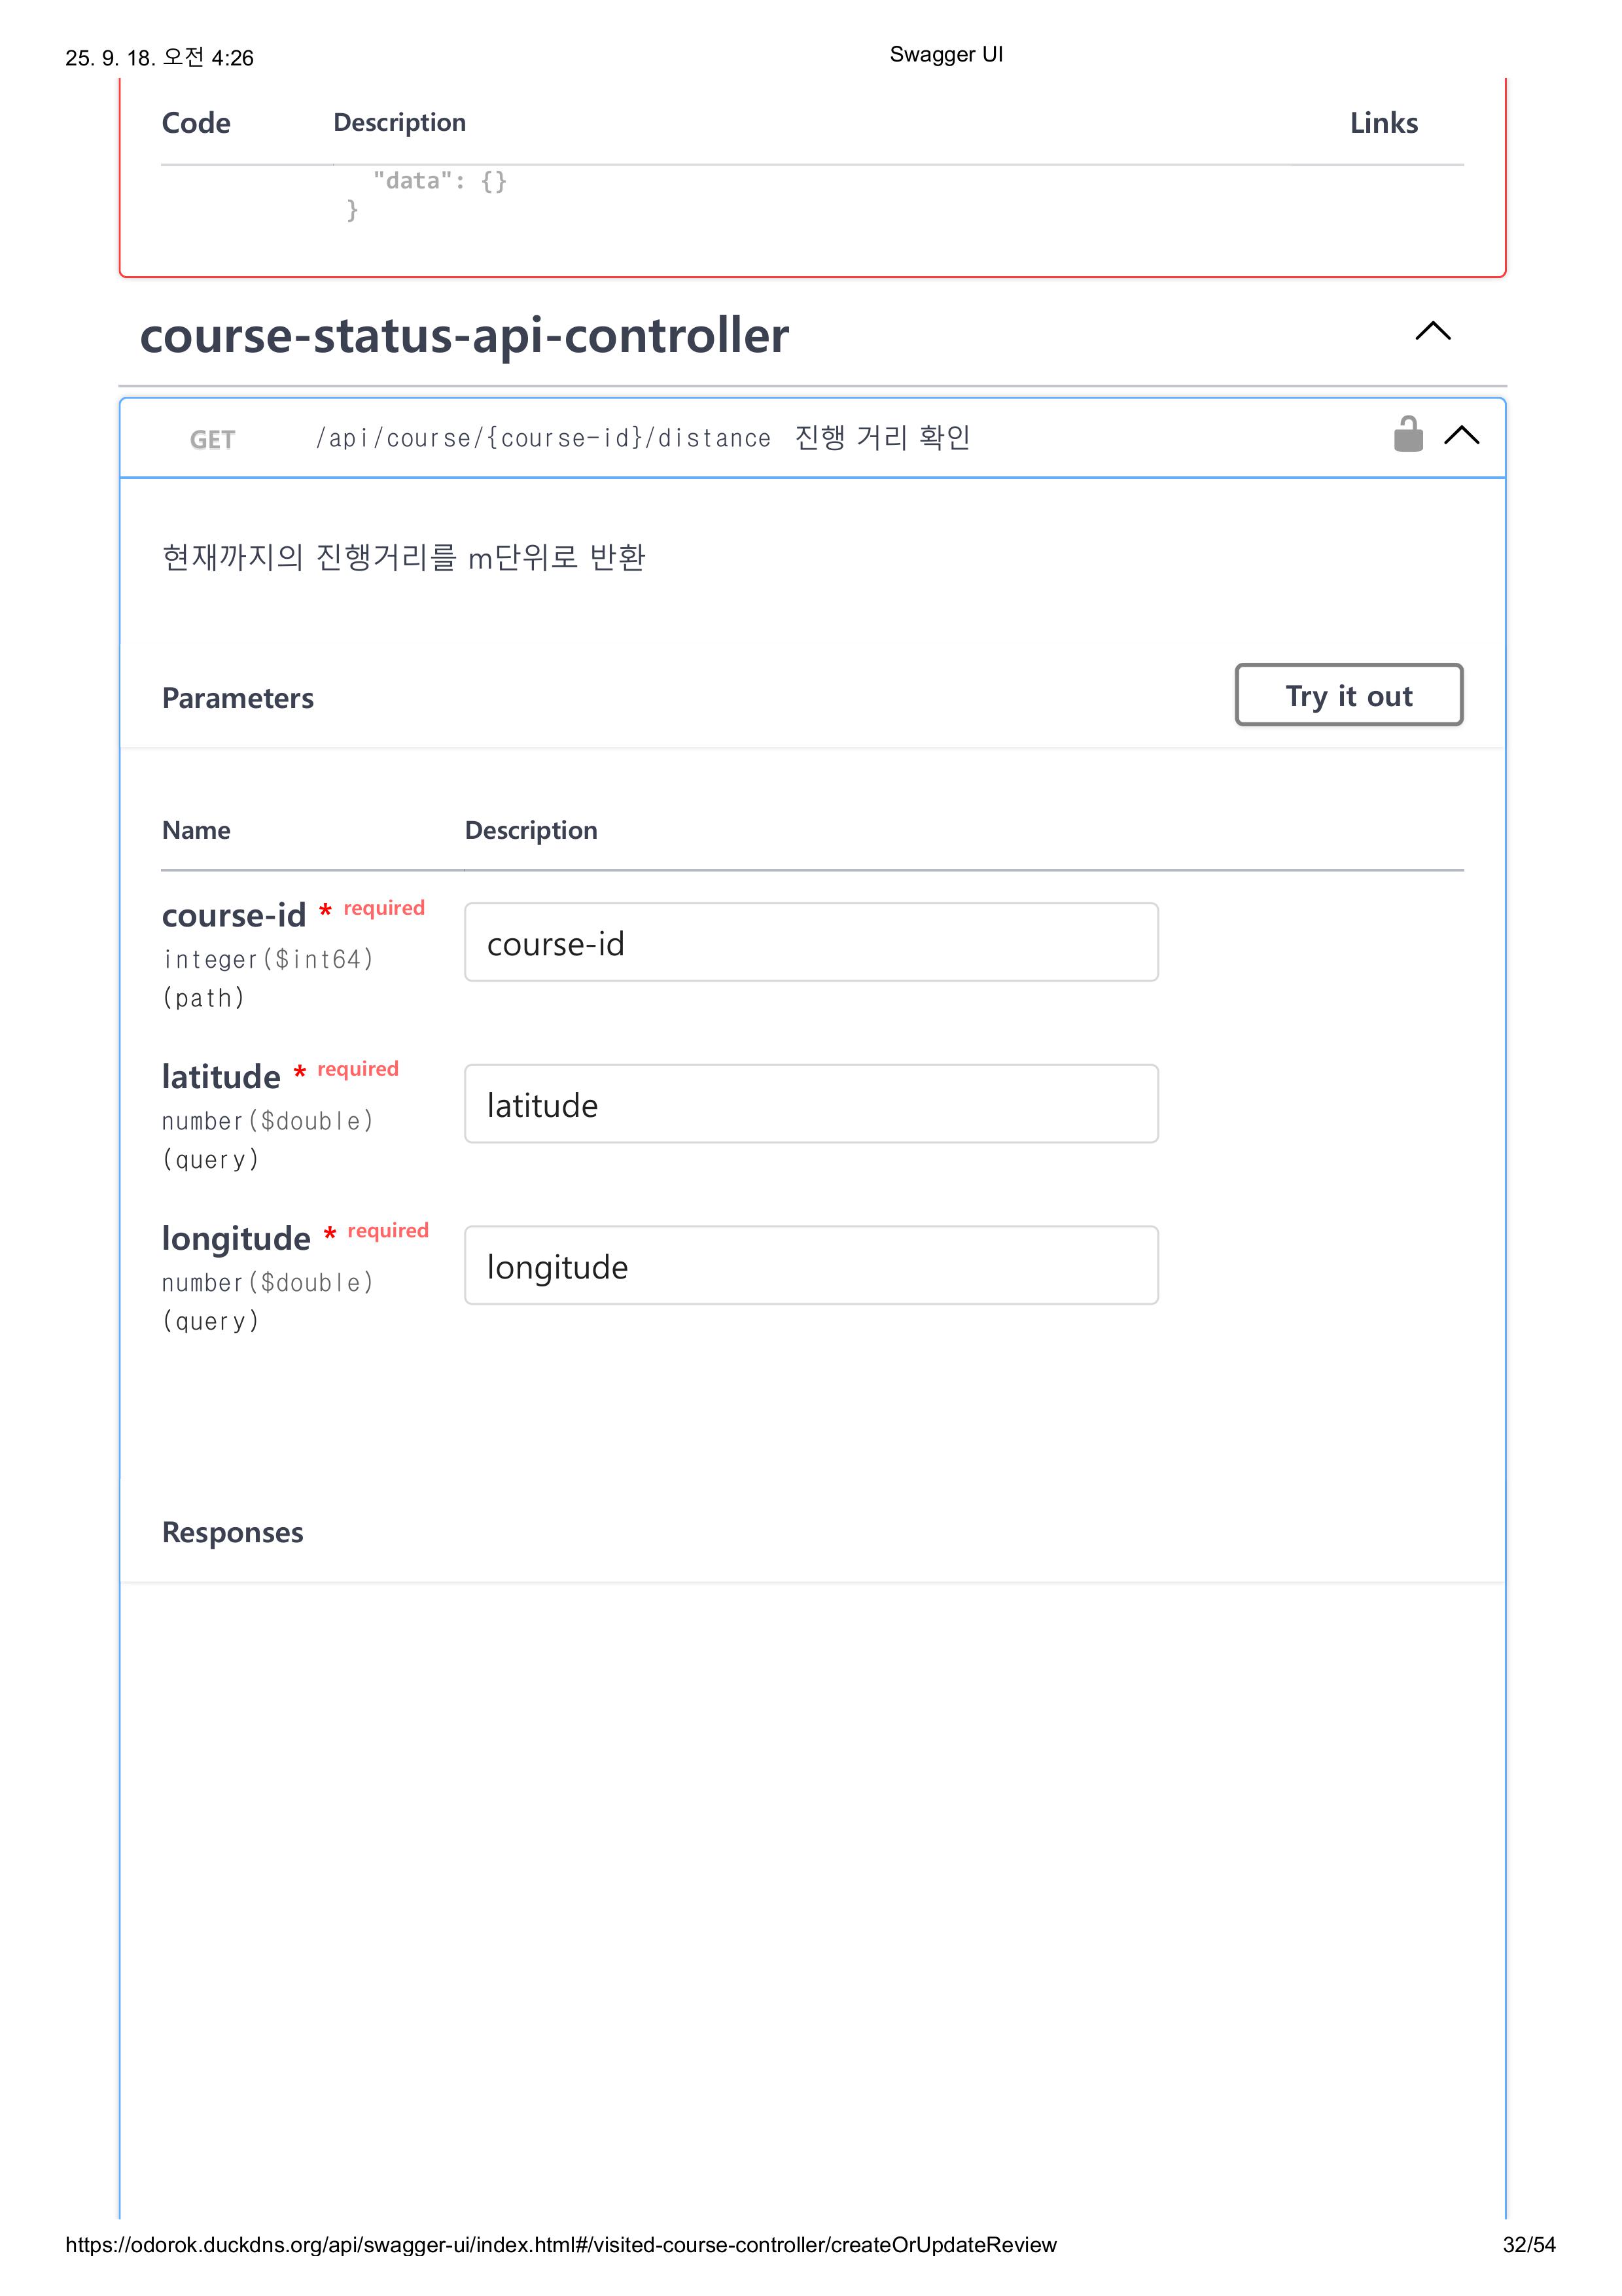 25. 9. 18. 오전 4:26
Swagger UI
Code Description Links
"data": {}
}
course-status-api-controller
GET /api/course/{course-id}/distance 진행 거리 확인
현재까지의 진행거리를 m단위로 반환
Parameters
Try it out
Name Description
course-id * required
integer($int64)
(path)
course-id
latitude * required
number($double)
(query)
latitude
longitude * required
number($double)
(query)
longitude
Responses
https://odorok.duckdns.org/api/swagger-ui/index.html#/visited-course-controller/createOrUpdateReview
32/54